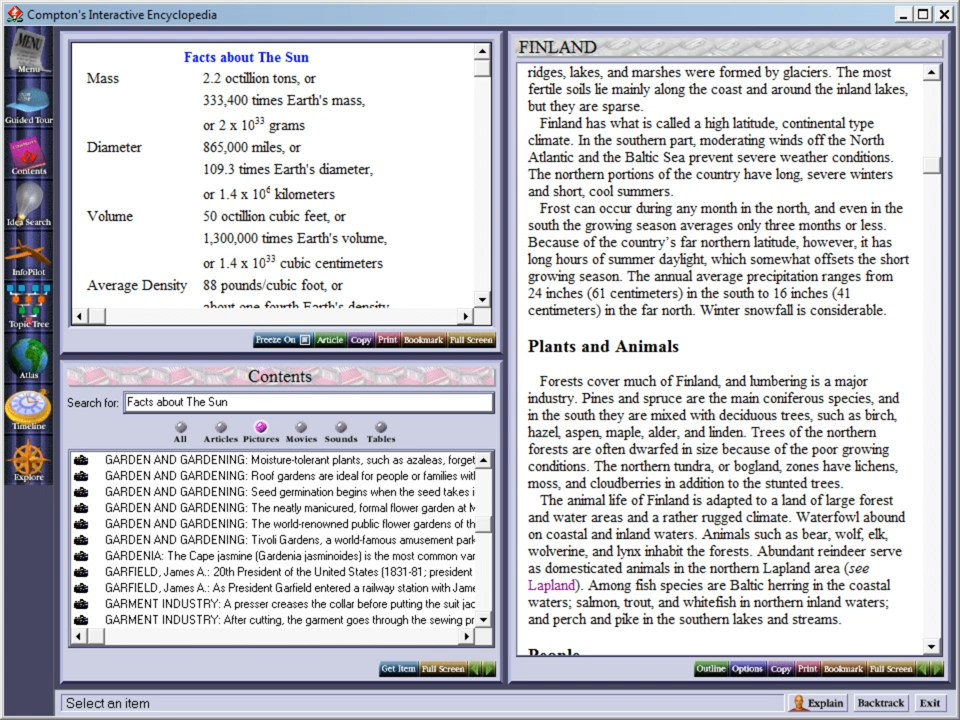 Compton's Interactive Encyclopedia
Menu
Guided Tour
Contents
Idea Search
InfoPilot
Topic Tree
Atlas
Timeline
Explore
Facts about The Sun
Mass 2.2 octillion tons, or
333,400 times Earth's mass,
or 2 x 10³³ grams
Diameter 865,000 miles, or
109.3 times Earth's diameter,
or 1.4 x 10⁶ kilometers
Volume 50 octillion cubic feet, or
1,300,000 times Earth's volume,
or 1.4 x 10³³ cubic centimeters
Average Density 88 pounds/cubic foot, or
about one fourth Earth's density
Freeze On Article Copy Print Bookmark Full Screen
Contents
Search for: Facts about The Sun
All Articles Pictures Movies Sounds Tables
GARDEN AND GARDENING: Moisture-tolerant plants, such as azaleas, forget
GARDEN AND GARDENING: Roof gardens are ideal for people or families wit
GARDEN AND GARDENING: Seed germination begins when the seed takes i
GARDEN AND GARDENING: The neatly manicured, formal flower garden at
GARDEN AND GARDENING: The world-renowned public flower gardens of th
GARDEN AND GARDENING: Tivoli Gardens, a world-famous amusement park
GARDENIA: The Cape jasmine (Gardenia jasminoides) is the most common var
GARFIELD, James A.: 20th President of the United States (1831-81; president
GARFIELD, James A.: As President Garfield entered a railway station with Jame
GARMENT INDUSTRY: A presser creases the collar before putting the suit jac
GARMENT INDUSTRY: After cutting, the garment goes through the sewing pr
Get Item Full Screen
FINLAND
ridges, lakes, and marshes were formed by glaciers. The most
fertile soils lie mainly along the coast and around the inland lakes,
but they are sparse.
Finland has what is called a high latitude, continental type
climate. In the southern part, moderating winds off the North
Atlantic and the Baltic Sea prevent severe weather conditions.
The northern portions of the country have long, severe winters
and short, cool summers.
Frost can occur during any month in the north, and even in the
south the growing season averages only three months or less.
Because of the country's far northern latitude, however, it has
long hours of summer daylight, which somewhat offsets the short
growing season. The annual average precipitation ranges from
24 inches (61 centimeters) in the south to 16 inches (41
centimeters) in the far north. Winter snowfall is considerable.
Plants and Animals
Forests cover much of Finland, and lumbering is a major
industry. Pines and spruce are the main coniferous species, and
in the south they are mixed with deciduous trees, such as birch,
hazel, aspen, maple, alder, and linden. Trees of the northern
forests are often dwarfed in size because of the poor growing
conditions. The northern tundra, or bogland, zones have lichens,
moss, and cloudberries in addition to the stunted trees.
The animal life of Finland is adapted to a land of large forest
and water areas and a rather rugged climate. Waterfowl abound
on coastal and inland waters. Animals such as bear, wolf, elk,
wolverine, and lynx inhabit the forests. Abundant reindeer serve
as domesticated animals in the northern Lapland area (see
Lapland). Among fish species are Baltic herring in the coastal
waters; salmon, trout, and whitefish in northern inland waters;
and perch and pike in the southern lakes and streams.
People
Outline Options Copy Print Bookmark Full Screen
Select an item
Explain Backtrack Exit